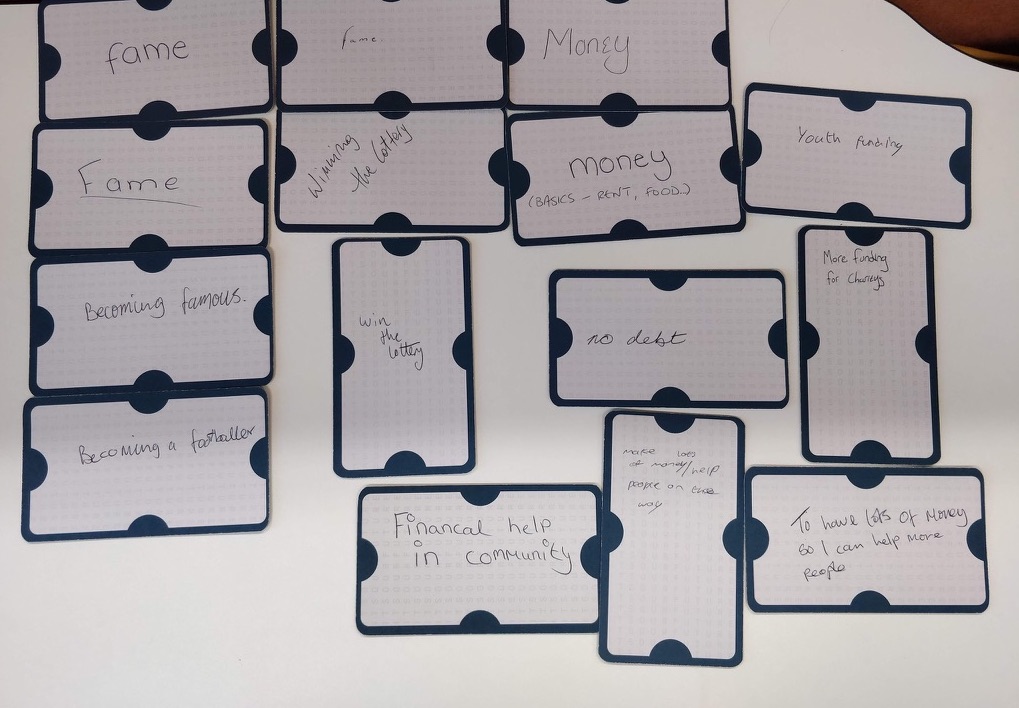 fame
Fame.
Money
Fame
Winning
the lottery
money
(BASICS – RENT, FOOD..)
Youth funding
Becoming famous.
win
the
lottery
no debt
More funding
for
Becoming a footballer
Financal help
in community
make lots
of money/help
people on
way
To have lots of Money
so I can help more
people